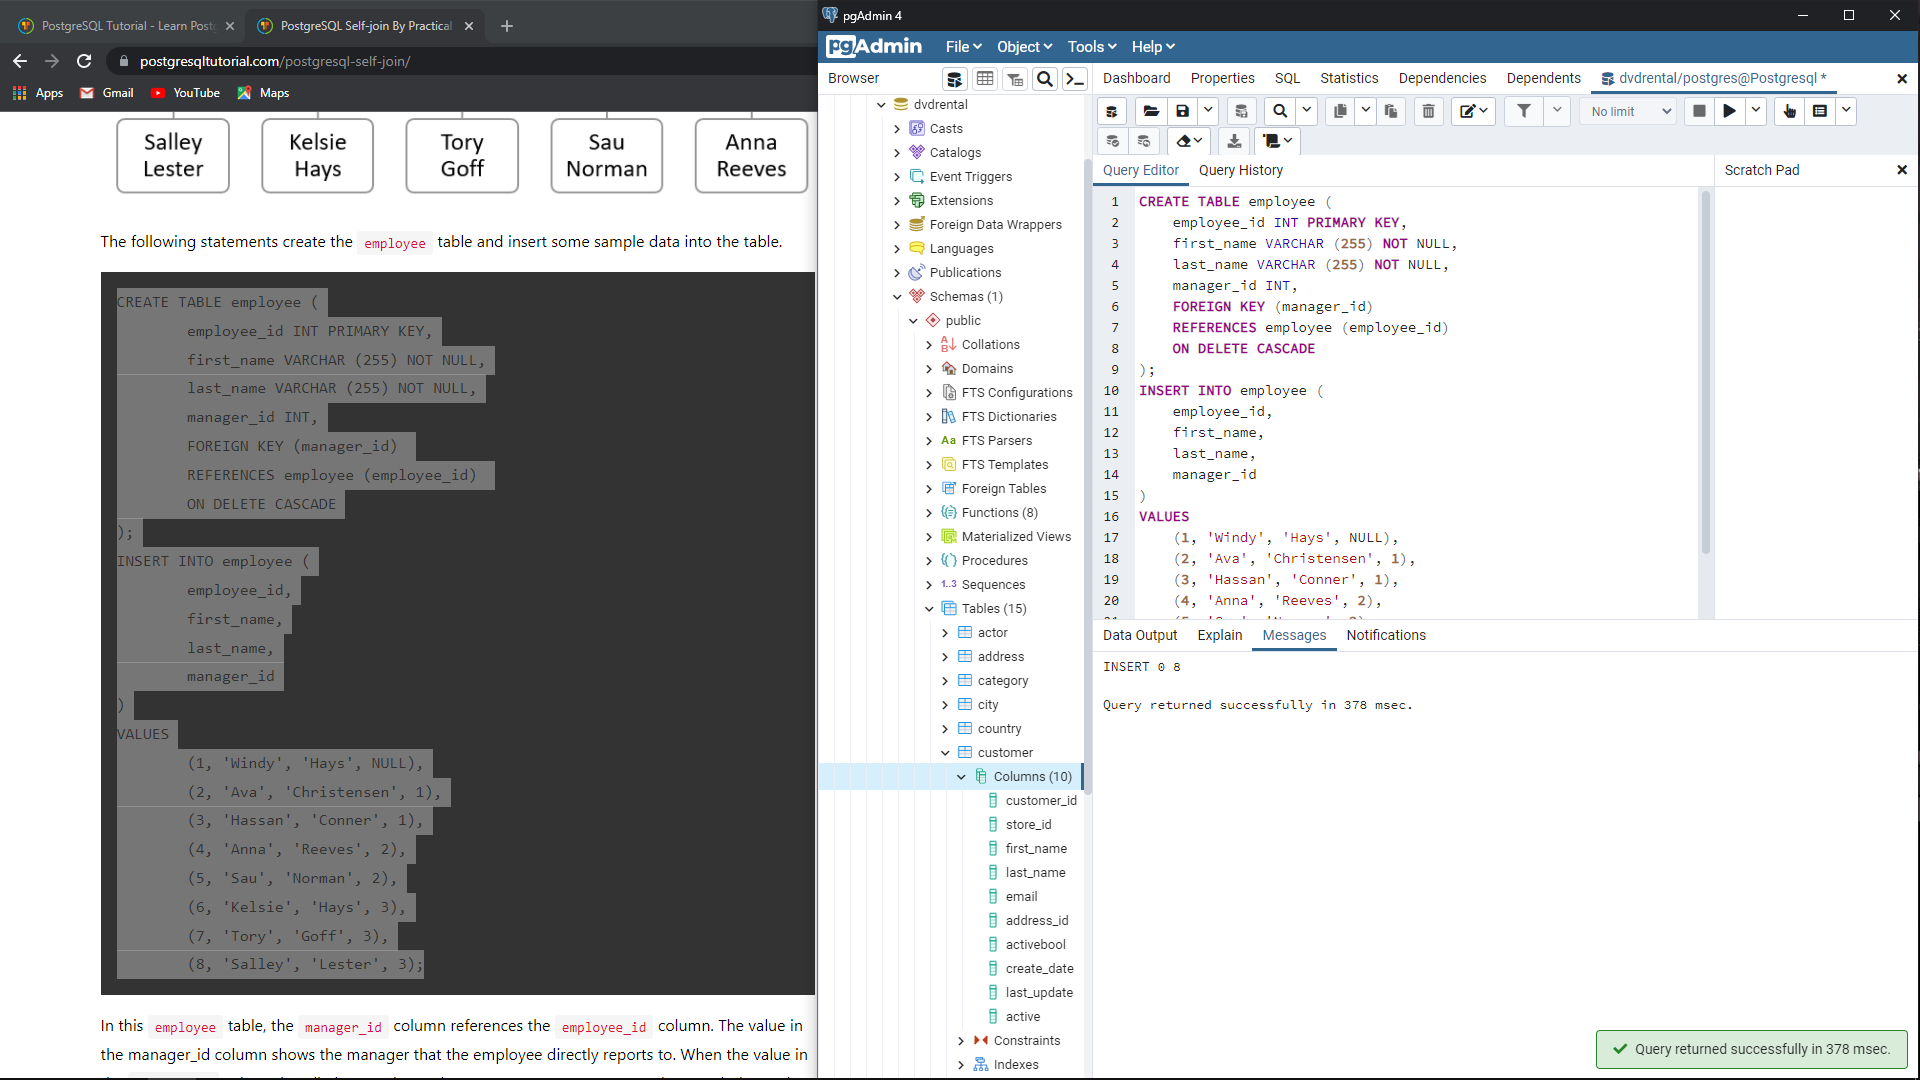 PostgreSQL Tutorial - Learn Post
PostgreSQL Self-join By Practical
postgresqltutorial.com/postgresql-self-join/
Apps
Gmail
YouTube
Maps
Salley
Lester
Kelsie
Hays
Tory
Goff
Sau
Norman
Anna
Reeves
The following statements create the employee table and insert some sample data into the table.
CREATE TABLE employee (
employee_id INT PRIMARY KEY,
first_name VARCHAR (255) NOT NULL,
last_name VARCHAR (255) NOT NULL,
manager_id INT,
FOREIGN KEY (manager_id)
REFERENCES employee (employee_id)
ON DELETE CASCADE
);
INSERT INTO employee (
employee_id,
first_name,
last_name,
manager_id
)
VALUES
(1, 'Windy', 'Hays', NULL),
(2, 'Ava', 'Christensen', 1),
(3, 'Hassan', 'Conner', 1),
(4, 'Anna', 'Reeves', 2),
(5, 'Sau', 'Norman', 2),
(6, 'Kelsie', 'Hays', 3),
(7, 'Tory', 'Goff', 3),
(8, 'Salley', 'Lester', 3);
In this employee table, the manager_id column references the employee_id column. The value in
the manager_id column shows the manager that the employee directly reports to. When the value in
pgAdmin 4
pgAdmin
File
Object
Tools
Help
Browser
dvdrental
Casts
Catalogs
Event Triggers
Extensions
Foreign Data Wrappers
Languages
Publications
Schemas (1)
public
Collations
Domains
FTS Configurations
FTS Dictionaries
Aa FTS Parsers
FTS Templates
Foreign Tables
Functions (8)
Materialized Views
Procedures
1..3 Sequences
Tables (15)
actor
address
category
city
country
customer
Columns (10)
customer_id
store_id
first_name
last_name
email
address_id
activebool
create_date
last_update
active
Constraints
Indexes
Dashboard
Properties
SQL
Statistics
Dependencies
Dependents
dvdrental/postgres@Postgresql *
No limit
Query Editor
Query History
Scratch Pad
1 CREATE TABLE employee (
2 employee_id INT PRIMARY KEY,
3 first_name VARCHAR (255) NOT NULL,
4 last_name VARCHAR (255) NOT NULL,
5 manager_id INT,
6 FOREIGN KEY (manager_id)
7 REFERENCES employee (employee_id)
8 ON DELETE CASCADE
9 );
10 INSERT INTO employee (
11 employee_id,
12 first_name,
13 last_name,
14 manager_id
15 )
16 VALUES
17 (1, 'Windy', 'Hays', NULL),
18 (2, 'Ava', 'Christensen', 1),
19 (3, 'Hassan', 'Conner', 1),
20 (4, 'Anna', 'Reeves', 2),
Data Output
Explain
Messages
Notifications
INSERT 0 8
Query returned successfully in 378 msec.
Query returned successfully in 378 msec.